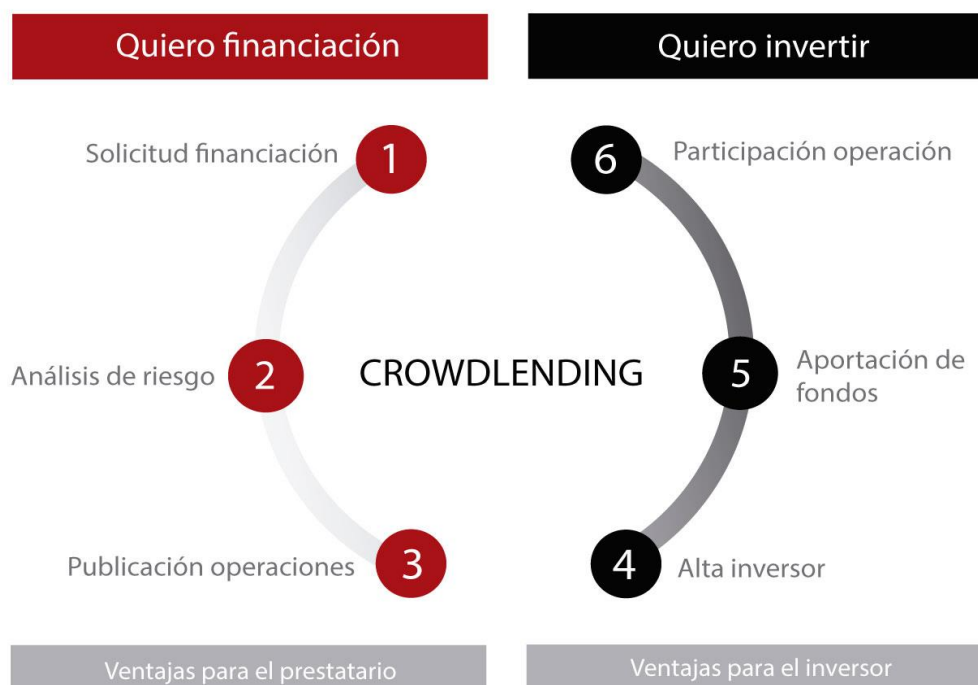 Quiero financiación
Quiero invertir
Solicitud financiación
1
6
Participación operación
Análisis de riesgo
2
CROWDLENDING
5
Aportación de
fondos
Publicación operaciones
3
4
Alta inversor
Ventajas para el prestatario
Ventajas para el inversor